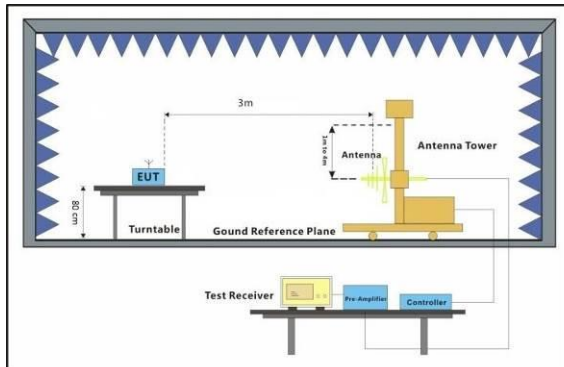 3m
1m to 4m
Antenna
Antenna Tower
EUT
80 cm
Turntable
Gound Reference Plane
Test Receiver
Pre-Amplifier
Controller